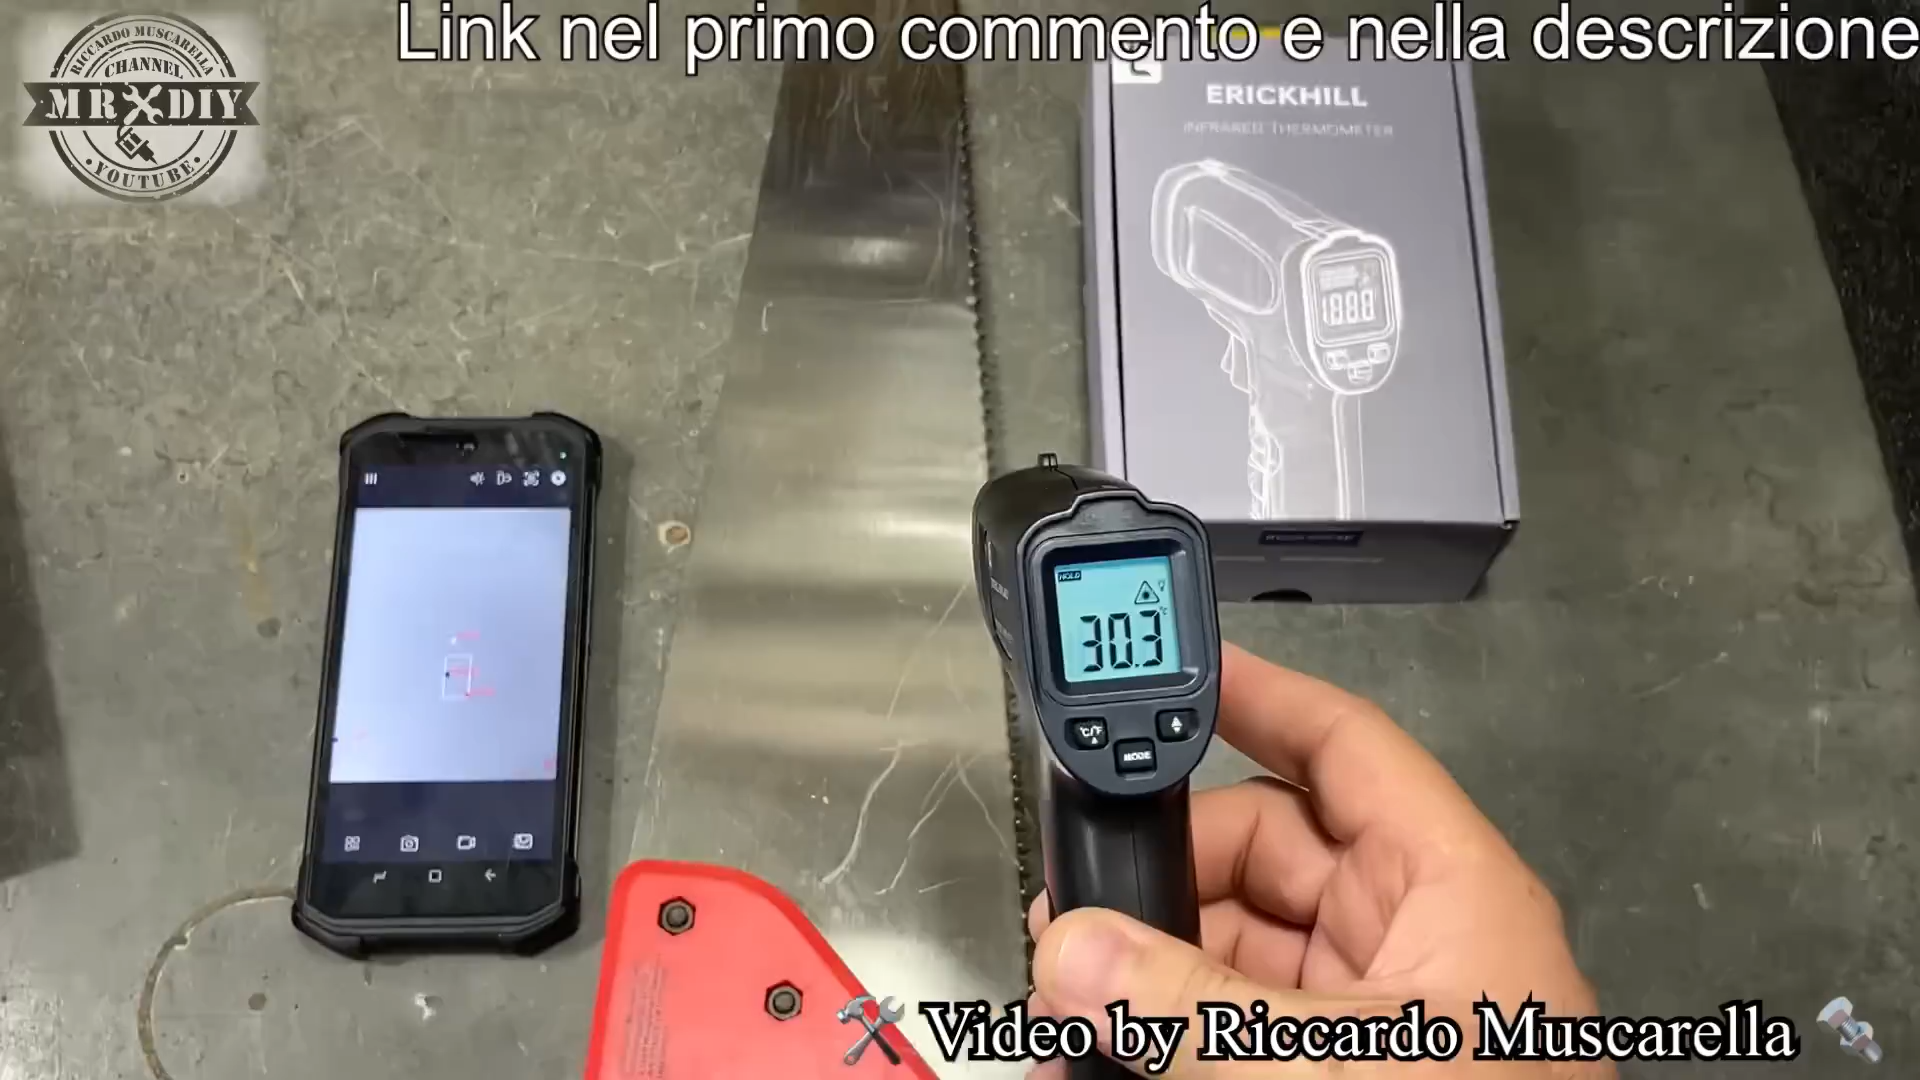 Link nel primo commento e nella descrizione
RICCARDO MUSCARELLA
CHANNEL
MR DIY
YOUTUBE
ERICKHILL
INFRARED THERMOMETER
1888
HOLD
°C
30.3
°C/°F
MODE
Video by Riccardo Muscarella